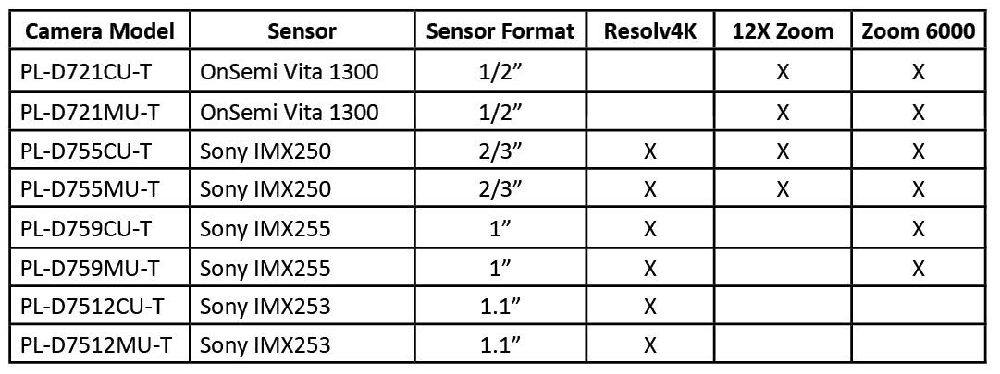 Camera Model Sensor Sensor Format Resolv4K 12X Zoom Zoom 6000
PL-D721CU-T OnSemi Vita 1300 1/2” X X
PL-D721MU-T OnSemi Vita 1300 1/2” X X
PL-D755CU-T Sony IMX250 2/3” X X X
PL-D755MU-T Sony IMX250 2/3” X X X
PL-D759CU-T Sony IMX255 1” X X
PL-D759MU-T Sony IMX255 1” X X
PL-D7512CU-T Sony IMX253 1.1” X
PL-D7512MU-T Sony IMX253 1.1” X